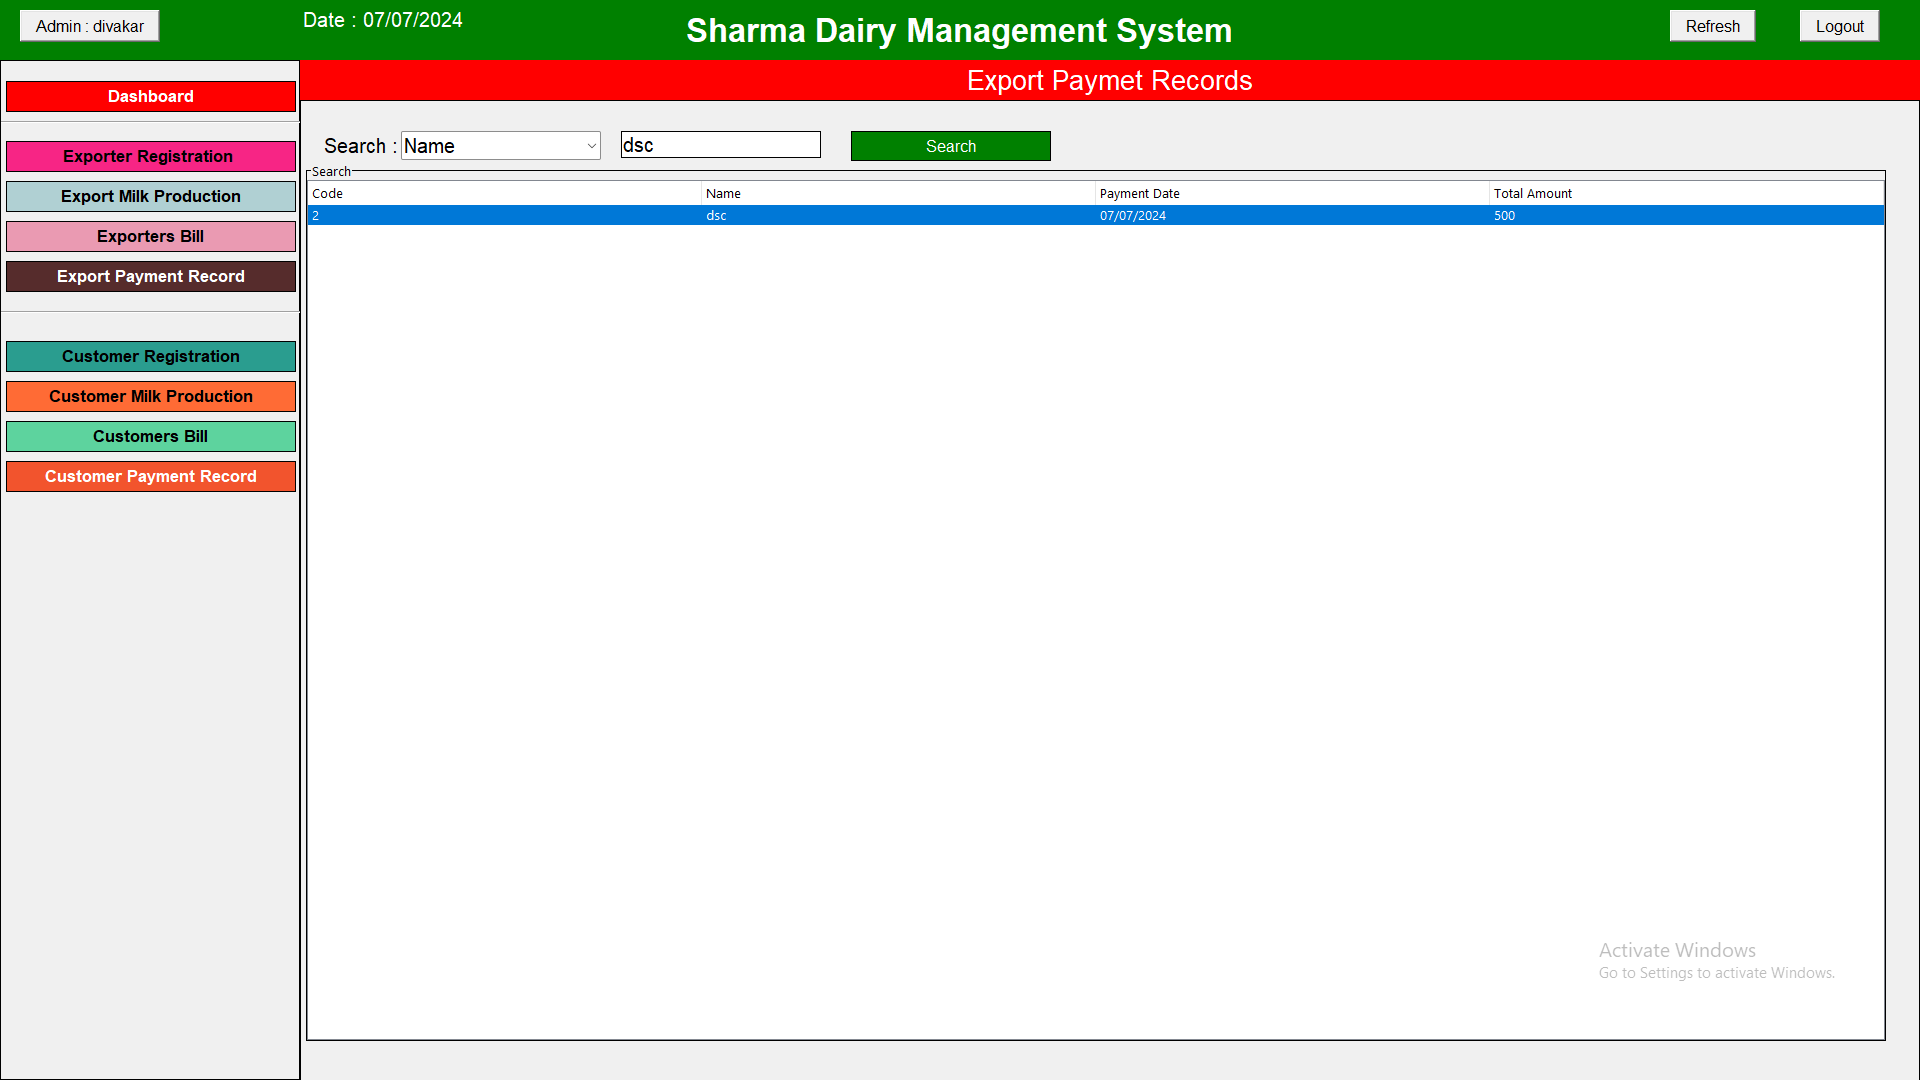 Admin : divakar
Date : 07/07/2024
Sharma Dairy Management System
Refresh
Logout
Export Paymet Records
Dashboard
Exporter Registration
Export Milk Production
Exporters Bill
Export Payment Record
Customer Registration
Customer Milk Production
Customers Bill
Customer Payment Record
Search : Name dsc Search
Search
Code Name Payment Date Total Amount
2 dsc 07/07/2024 500
Activate Windows
Go to Settings to activate Windows.